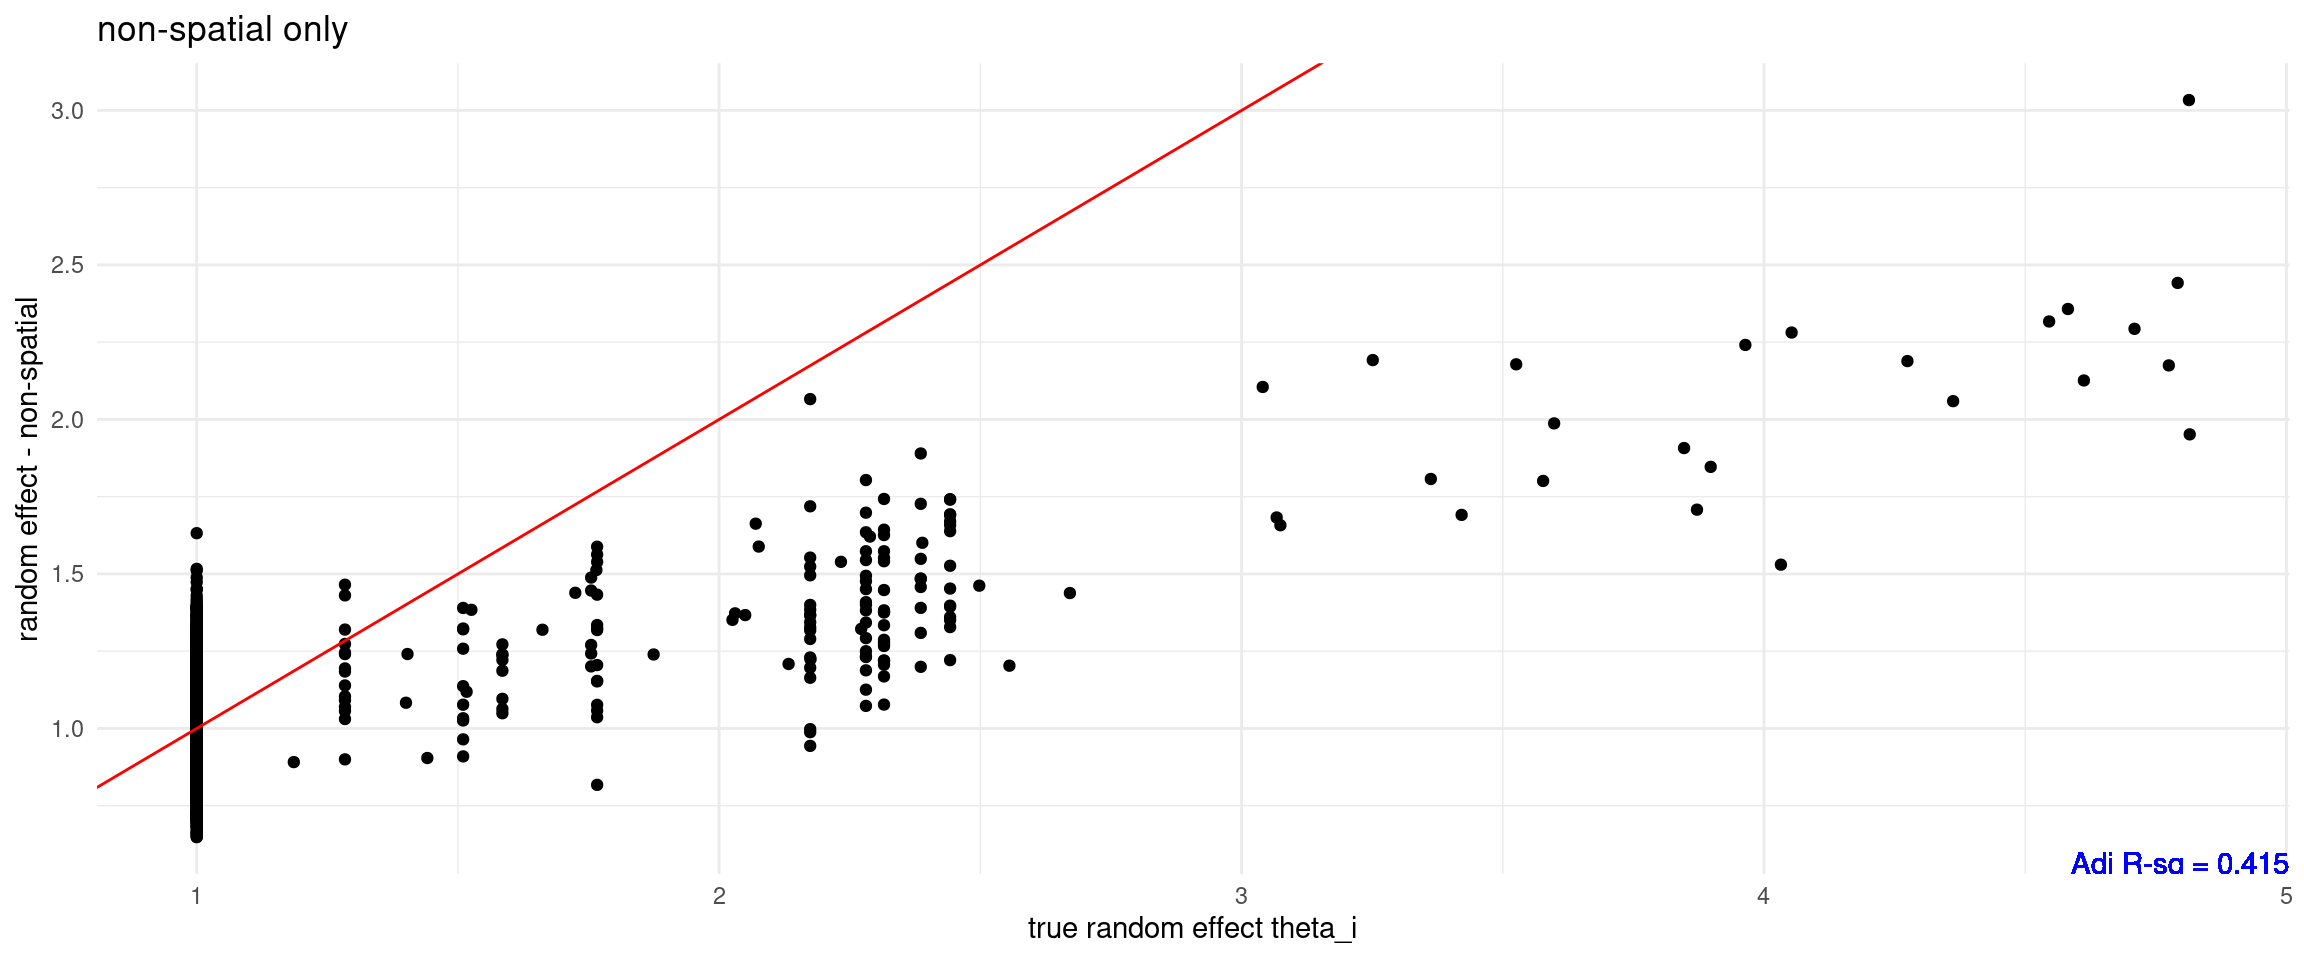 non-spatial only
random effect - non-spatial
3.0
2.5
2.0
1.5
1.0
Adj R-sq = 0.415
1
2
3
4
5
true random effect theta_i